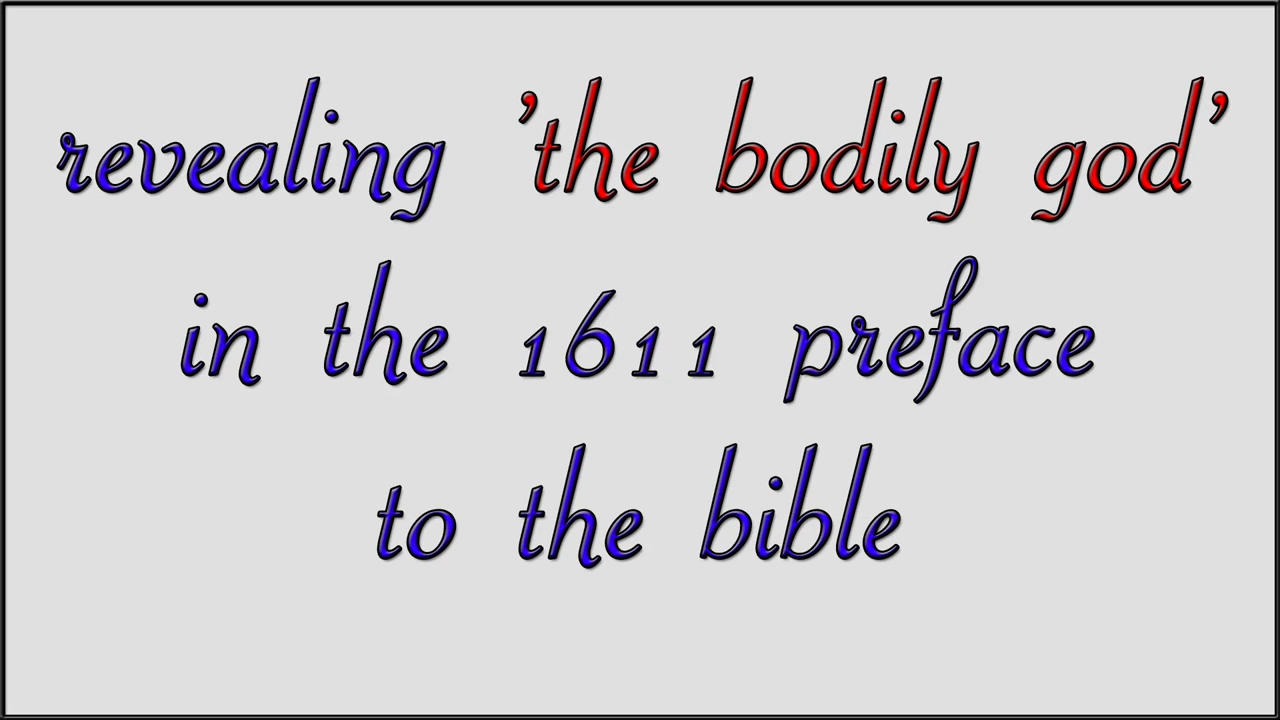 revealing ’the bodily god’
in the 1611 preface
to the bible